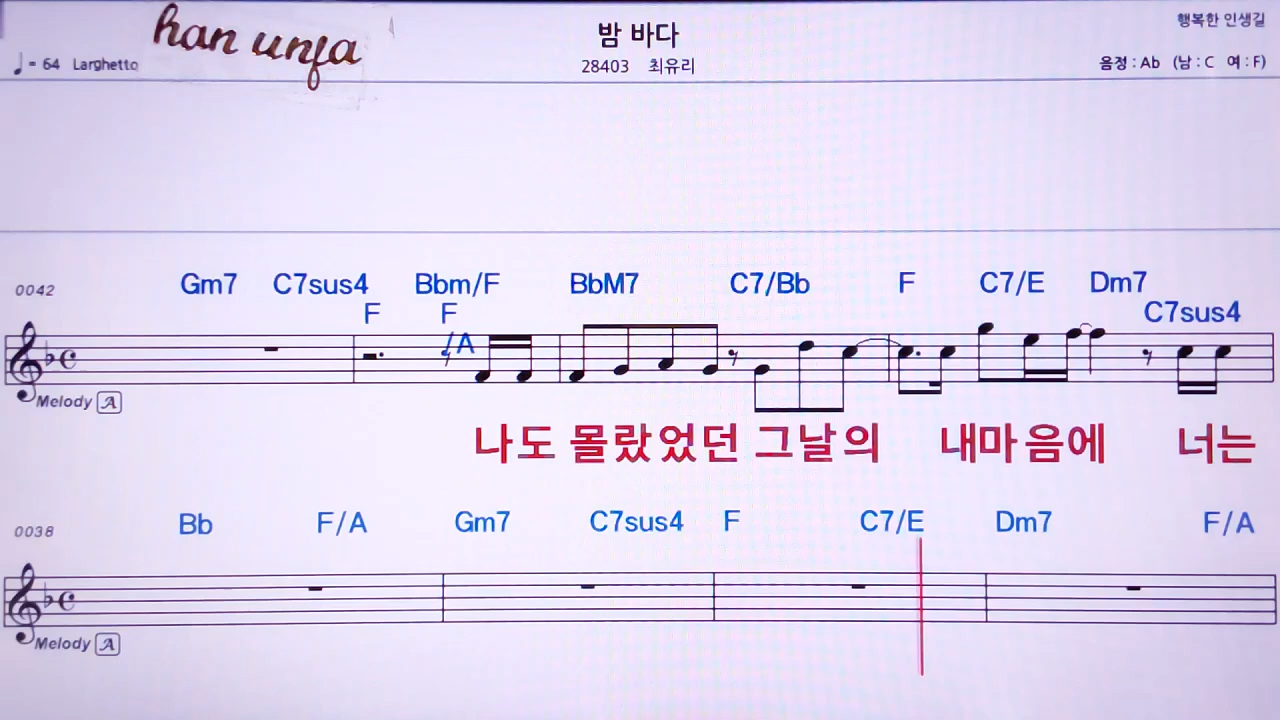 han unfa
밤 바다
행복한 인생길
♩= 64 Larghetto
28403 최유리
음정 : Ab (남 : C 여 : F)
0042
Gm7 C7sus4 Bbm/F BbM7 C7/Bb F C7/E Dm7
F F C7sus4
/A
Melody A
나도 몰랐었던 그날의 내마음에 너는
0038
Bb F/A Gm7 C7sus4 F C7/E Dm7 F/A
Melody A